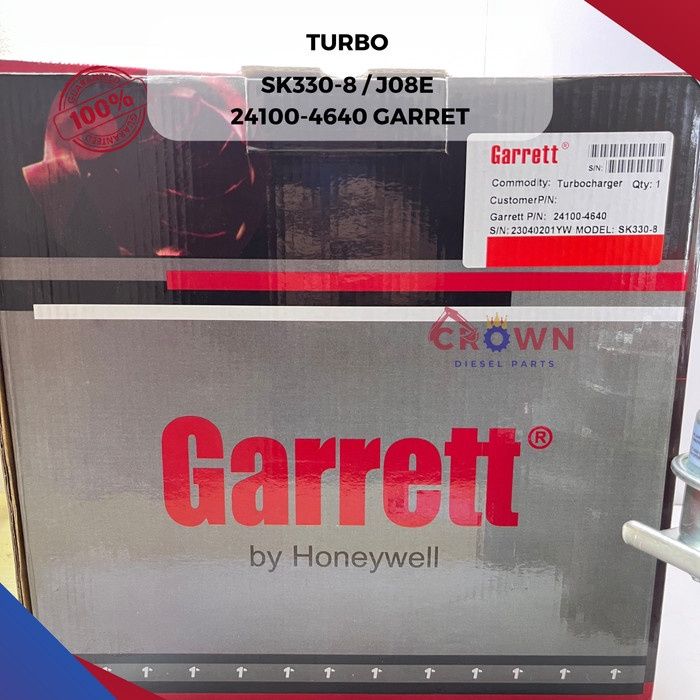 TURBO
SK330-8 / J08E
24100-4640 GARRET
100%
GUARANTEED
Garrett®
S/N:
Commodity: Turbocharger Qty: 1
CustomerP/N:
Garrett P/N: 24100-4640
S/N: 23040201YW MODEL: SK330-8
CROWN
DIESEL PARTS
Garrett®
by Honeywell